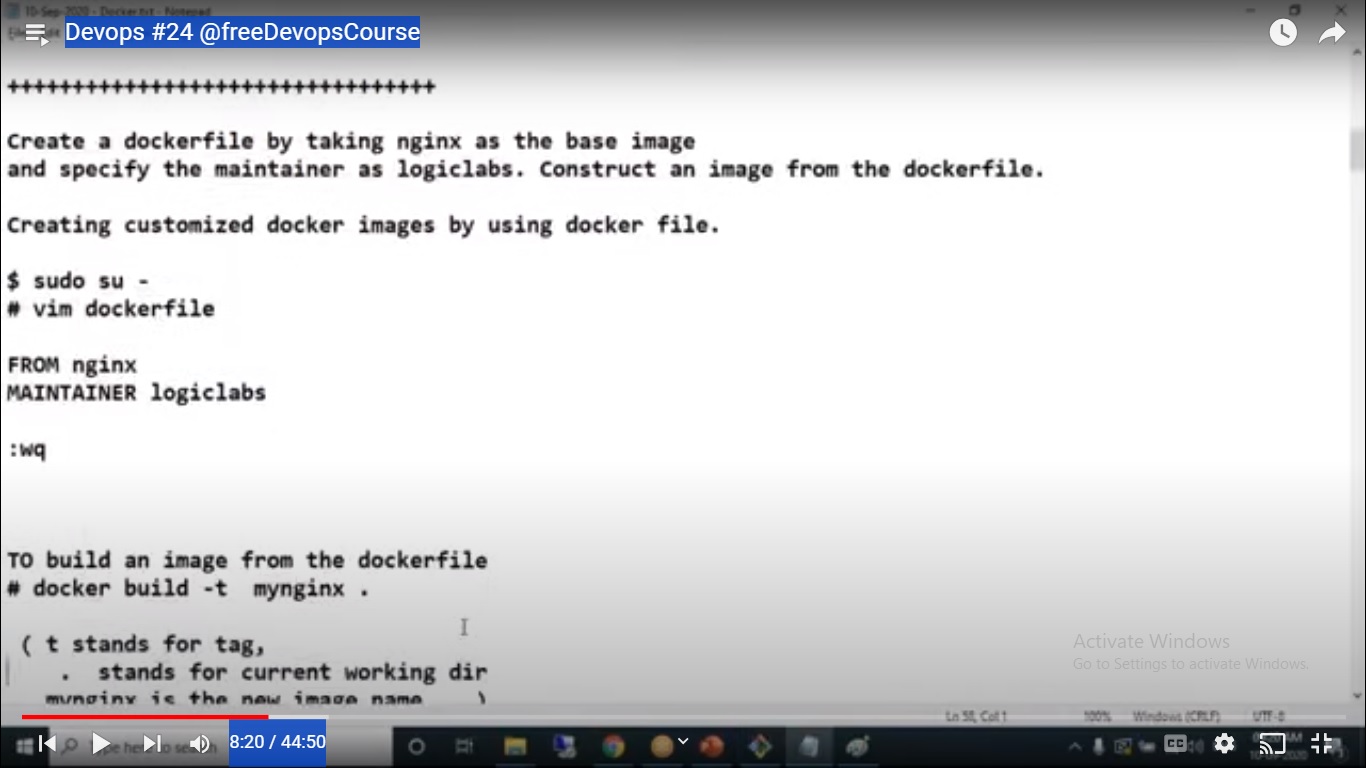 10-Sep-2020 - Docker.txt - Notepad
Devops #24 @freeDevopsCourse
+++++++++++++++++++++++++++++++++
Create a dockerfile by taking nginx as the base image
and specify the maintainer as logiclabs. Construct an image from the dockerfile.
Creating customized docker images by using docker file.
$ sudo su -
# vim dockerfile
FROM nginx
MAINTAINER logiclabs
:wq
TO build an image from the dockerfile
# docker build -t  mynginx .
( t stands for tag,
.  stands for current working dir
mynginx is the new image name    )
Activate Windows
Go to Settings to activate Windows.
Ln 58, Col 1 100% Windows (CRLF) UTF-8
8:20 / 44:50
CC